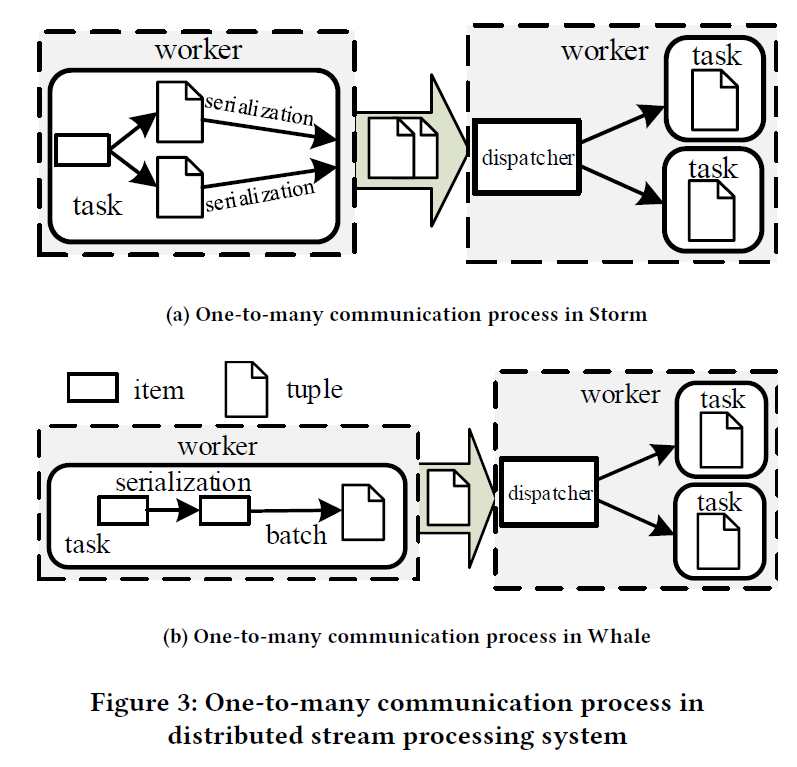 worker
serialization
serialization
task
worker
dispatcher
task
task
(a) One-to-many communication process in Storm
item
tuple
worker
serialization
batch
task
worker
dispatcher
task
task
(b) One-to-many communication process in Whale
Figure 3: One-to-many communication process in
distributed stream processing system